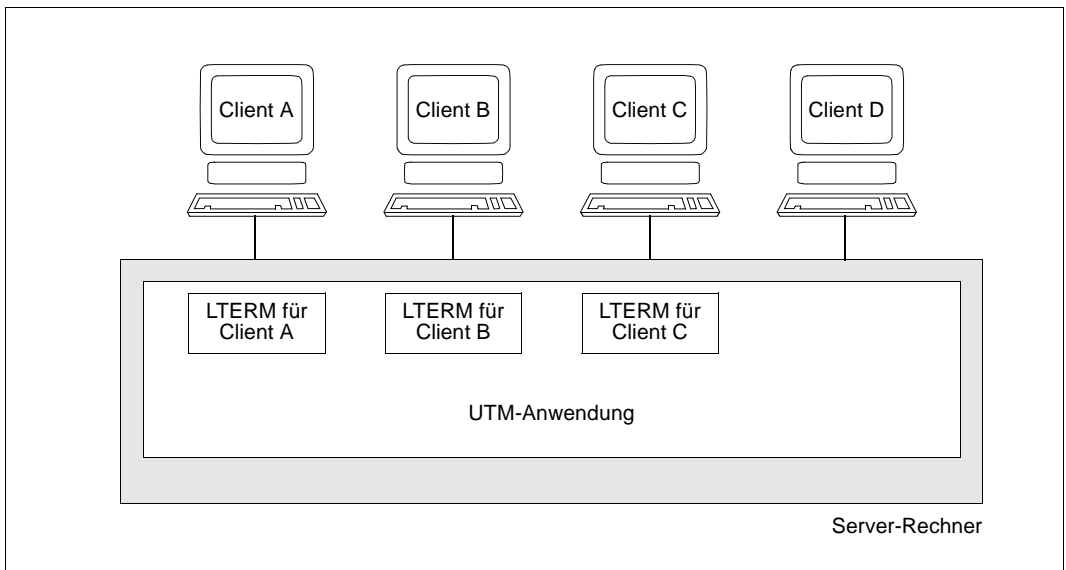 Client A
Client B
Client C
Client D
LTERM für
Client A
LTERM für
Client B
LTERM für
Client C
UTM-Anwendung
Server-Rechner